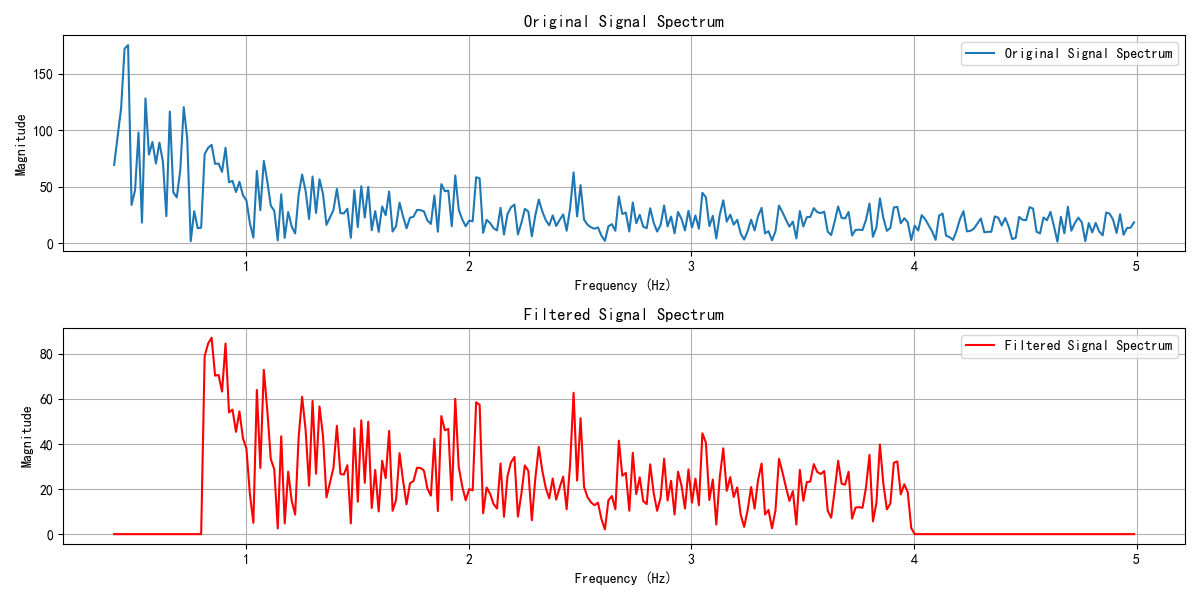 Original Signal Spectrum
Original Signal Spectrum
Magnitude
150
100
50
0
1 2 3 4 5
Frequency (Hz)
Filtered Signal Spectrum
Filtered Signal Spectrum
Magnitude
80
60
40
20
0
1 2 3 4 5
Frequency (Hz)